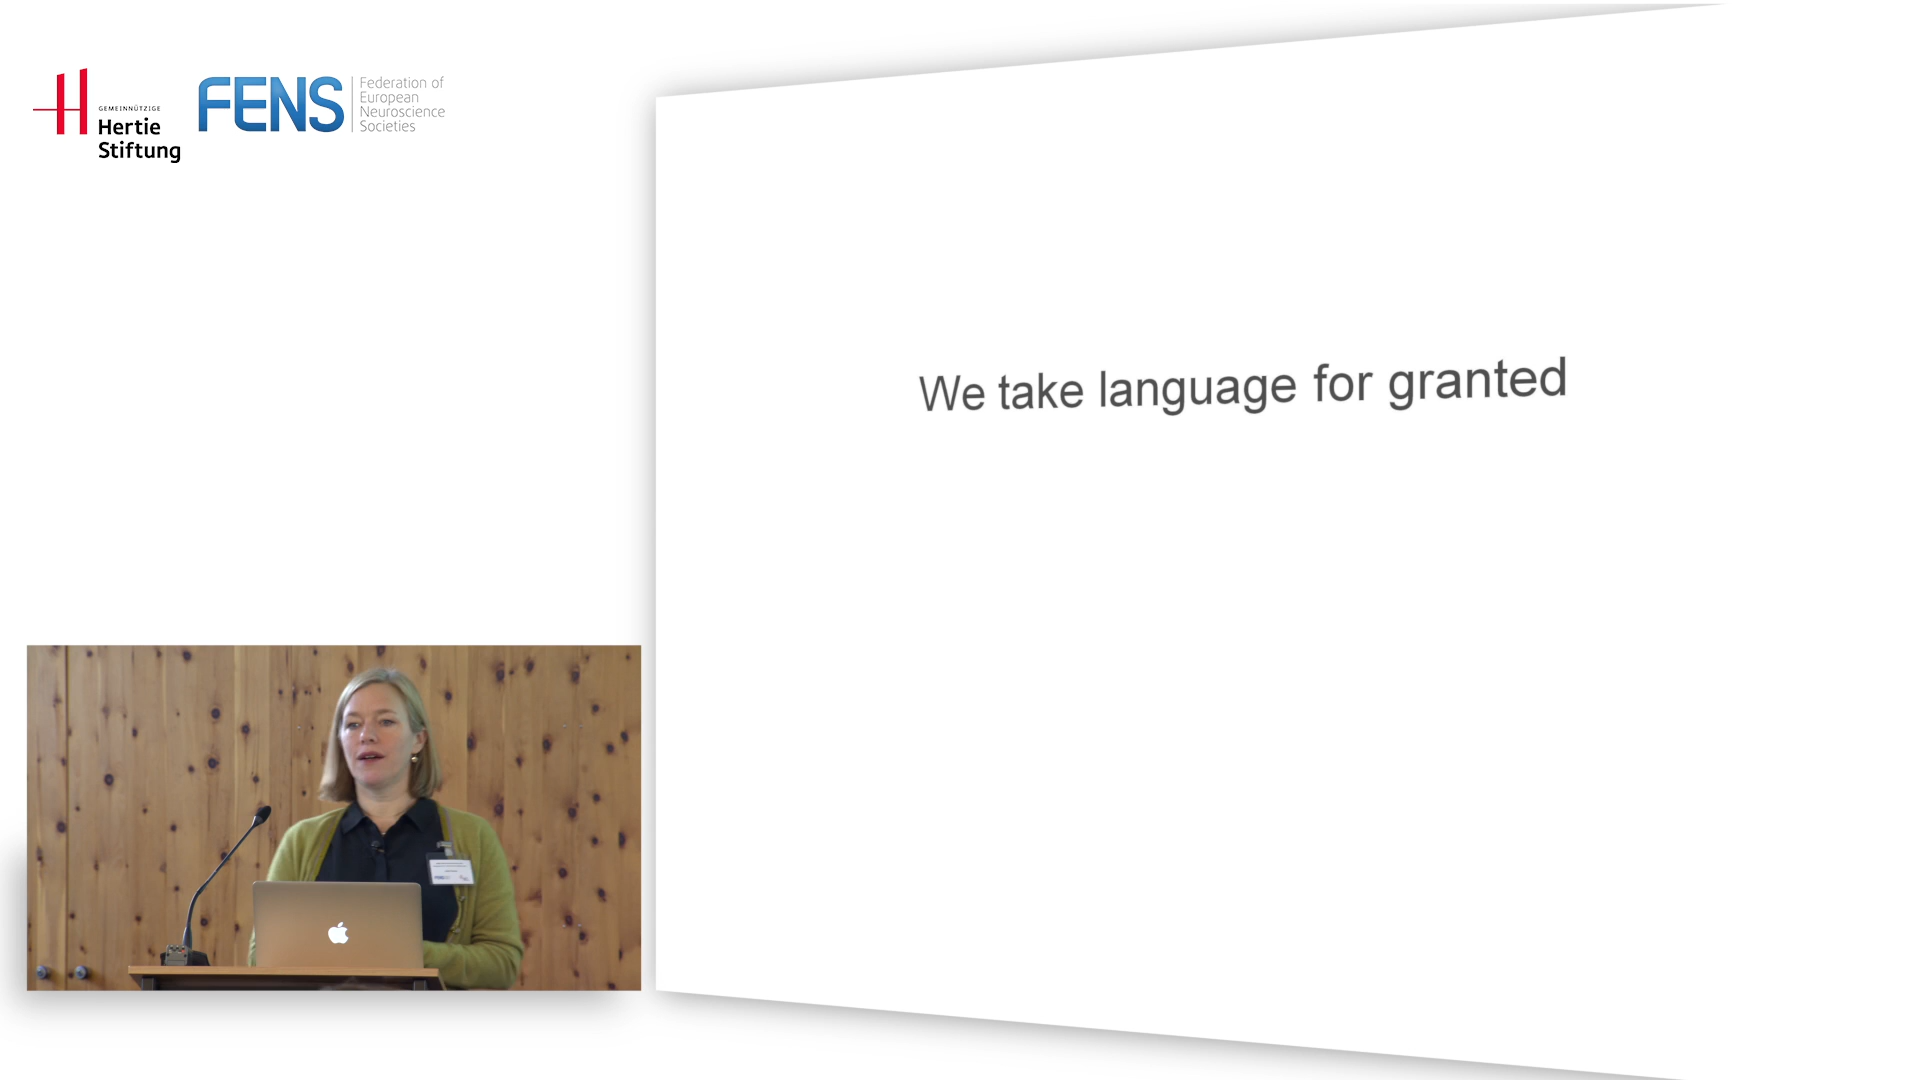 GEMEINNÜTZIGE
Hertie
Stiftung
FENS
Federation of
European
Neuroscience
Societies
We take language for granted